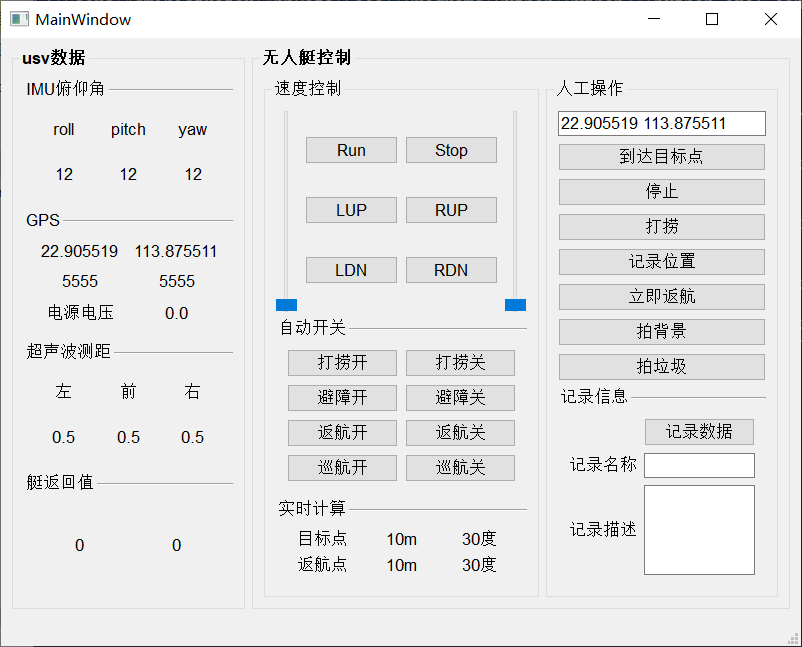 MainWindow
usv数据
IMU俯仰角
roll pitch yaw
12 12 12
GPS
22.905519 113.875511
5555 5555
电源电压 0.0
超声波测距
左 前 右
0.5 0.5 0.5
艇返回值
0 0
无人艇控制
速度控制
Run Stop
LUP RUP
LDN RDN
自动开关
打捞开 打捞关
避障开 避障关
返航开 返航关
巡航开 巡航关
实时计算
目标点 10m 30度
返航点 10m 30度
人工操作
22.905519 113.875511
到达目标点
停止
打捞
记录位置
立即返航
拍背景
拍垃圾
记录信息
记录数据
记录名称
记录描述